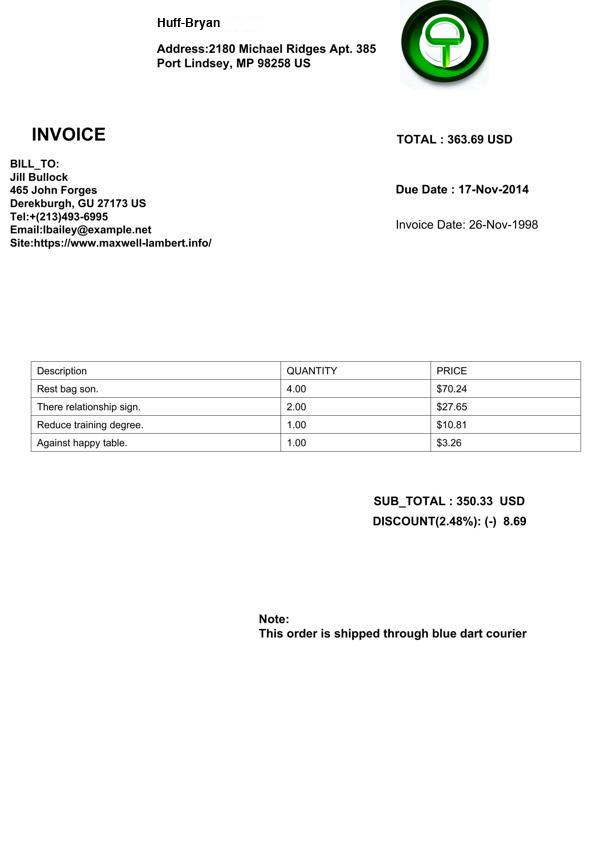 Huff-Bryan
Address:2180 Michael Ridges Apt. 385
Port Lindsey, MP 98258 US
INVOICE
TOTAL : 363.69 USD
BILL_TO:
Jill Bullock
465 John Forges
Derekburgh, GU 27173 US
Tel:+(213)493-6995
Email:lbailey@example.net
Site:https://www.maxwell-lambert.info/
Due Date : 17-Nov-2014
Invoice Date: 26-Nov-1998
Description QUANTITY PRICE
Rest bag son. 4.00 $70.24
There relationship sign. 2.00 $27.65
Reduce training degree. 1.00 $10.81
Against happy table. 1.00 $3.26
SUB_TOTAL : 350.33  USD
DISCOUNT(2.48%): (-)  8.69
Note:
This order is shipped through blue dart courier